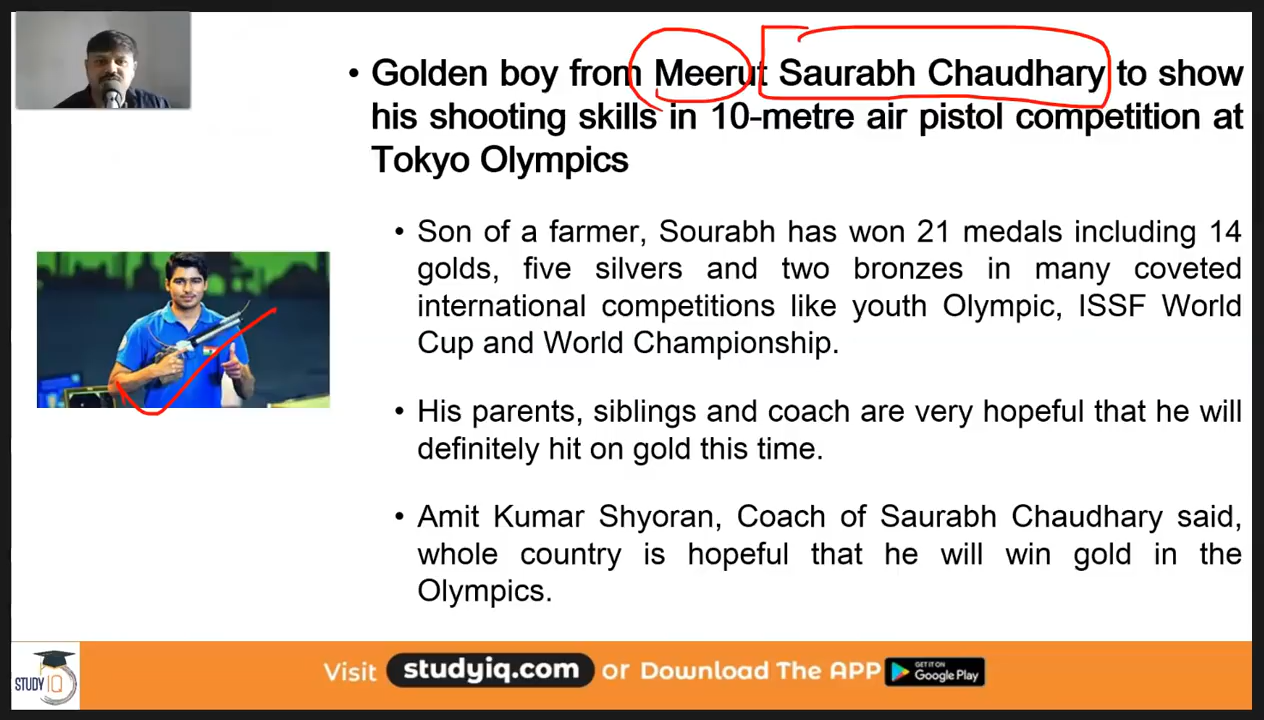 • Golden boy from Meerut Saurabh Chaudhary to show
his shooting skills in 10-metre air pistol competition at
Tokyo Olympics
• Son of a farmer, Sourabh has won 21 medals including 14
golds, five silvers and two bronzes in many coveted
international competitions like youth Olympic, ISSF World
Cup and World Championship.
• His parents, siblings and coach are very hopeful that he will
definitely hit on gold this time.
• Amit Kumar Shyoran, Coach of Saurabh Chaudhary said,
whole country is hopeful that he will win gold in the
Olympics.
STUDY IQ
Visit studyiq.com or Download The APP GET IT ON Google Play